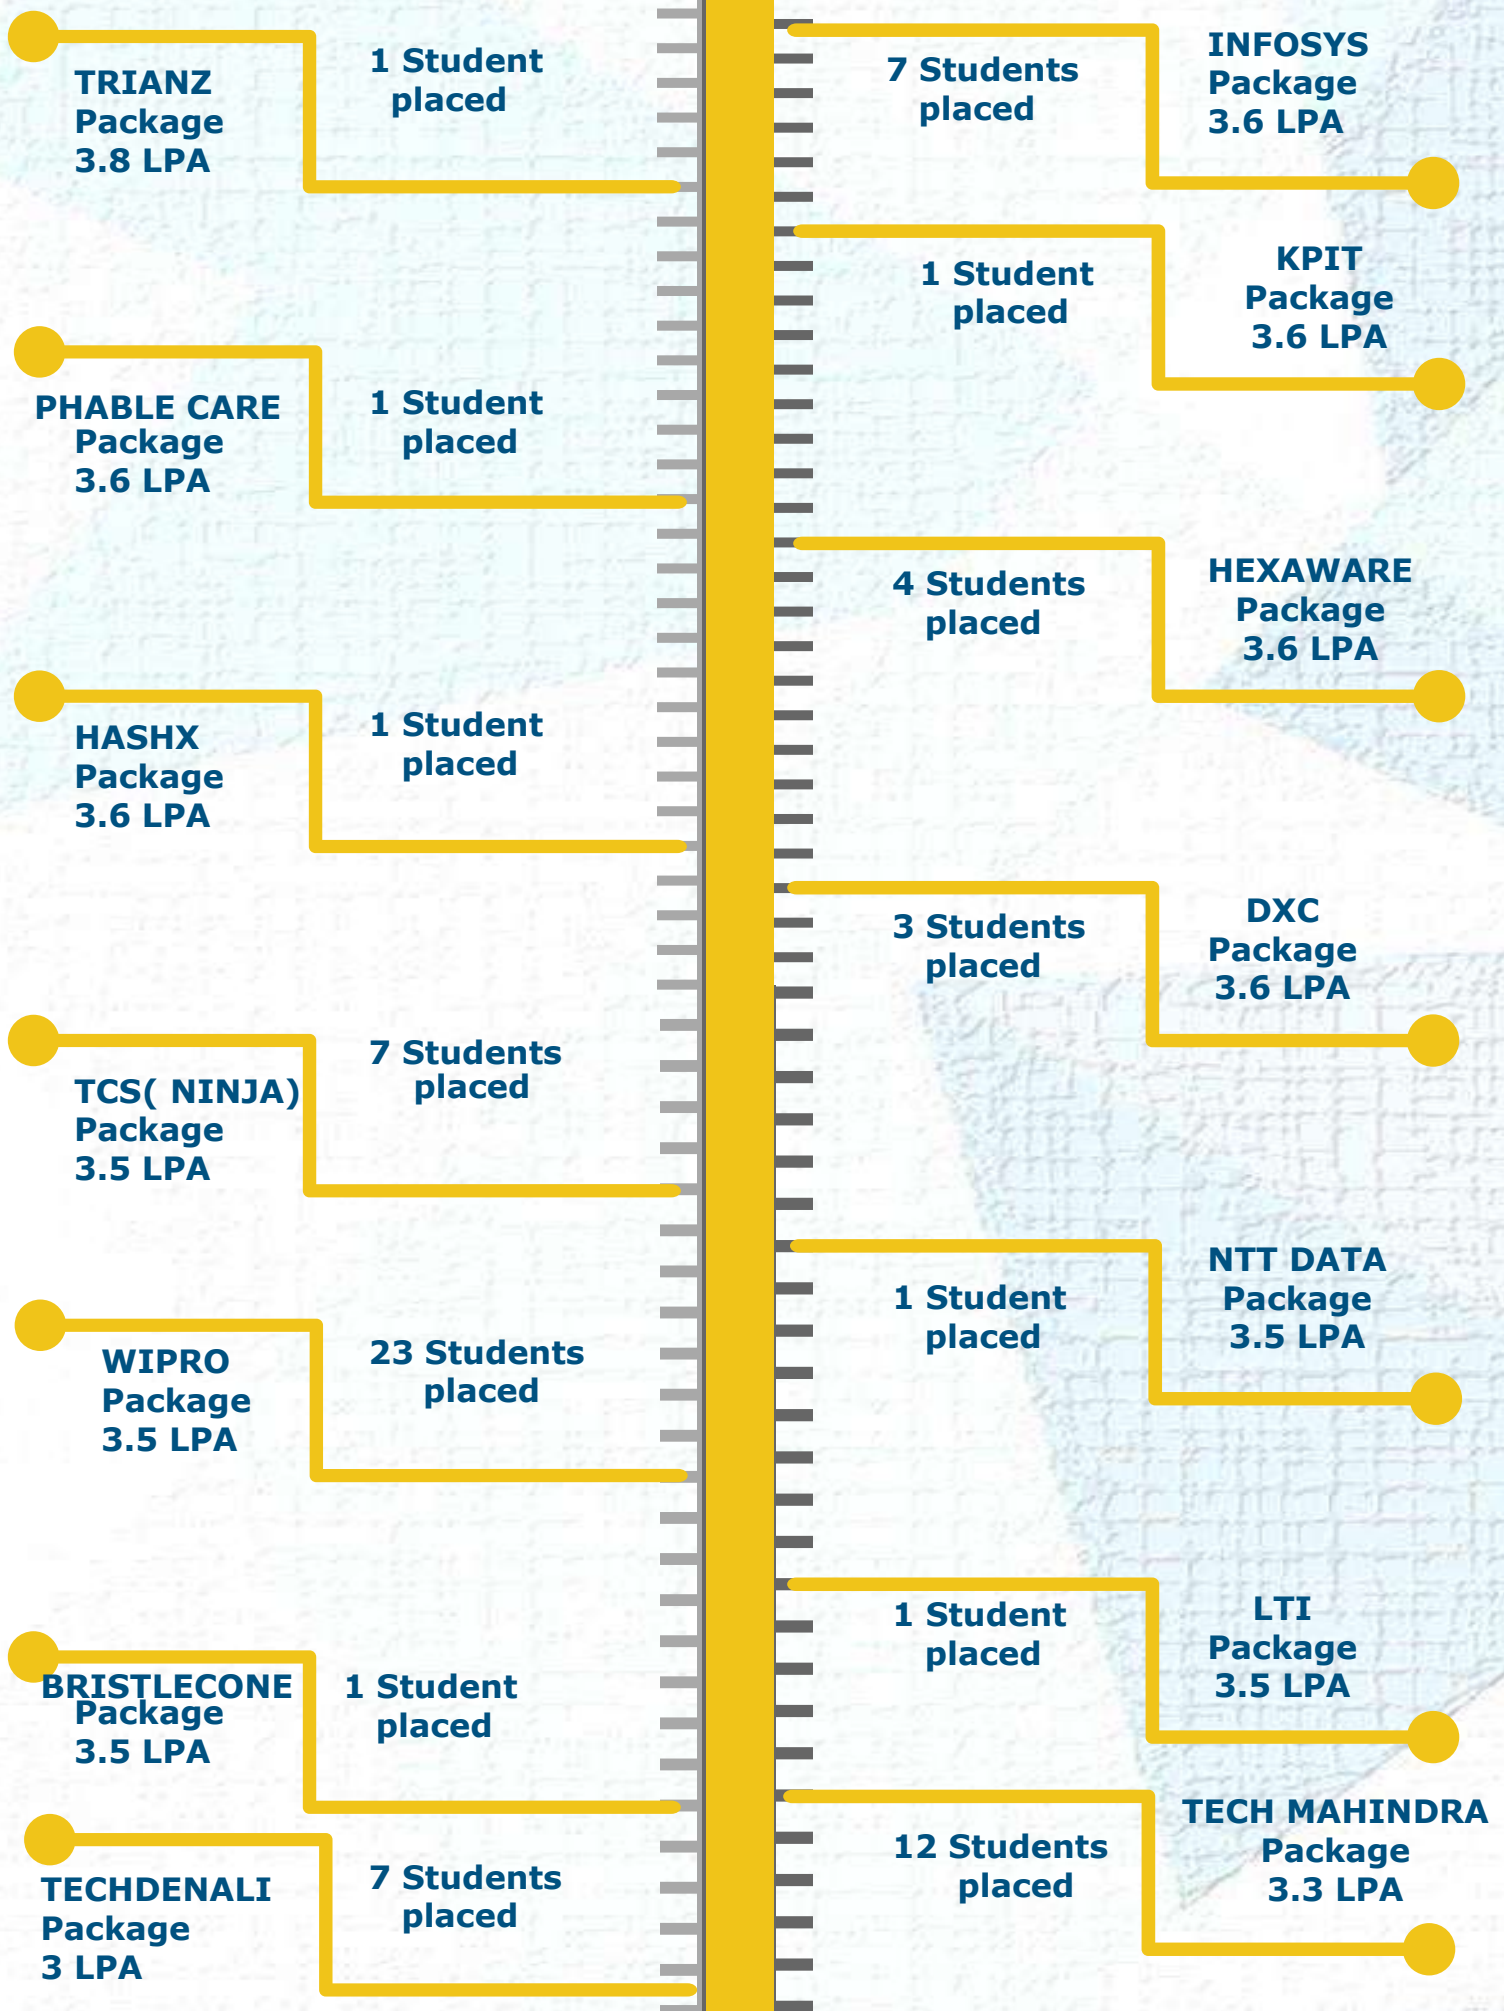 TRIANZ
Package
3.8 LPA
1 Student
placed
7 Students
placed
INFOSYS
Package
3.6 LPA
1 Student
placed
KPIT
Package
3.6 LPA
PHABLE CARE
Package
3.6 LPA
1 Student
placed
4 Students
placed
HEXAWARE
Package
3.6 LPA
HASHX
Package
3.6 LPA
1 Student
placed
3 Students
placed
DXC
Package
3.6 LPA
TCS( NINJA)
Package
3.5 LPA
7 Students
placed
1 Student
placed
NTT DATA
Package
3.5 LPA
WIPRO
Package
3.5 LPA
23 Students
placed
1 Student
placed
LTI
Package
3.5 LPA
BRISTLECONE
Package
3.5 LPA
1 Student
placed
12 Students
placed
TECH MAHINDRA
Package
3.3 LPA
TECHDENALI
Package
3 LPA
7 Students
placed